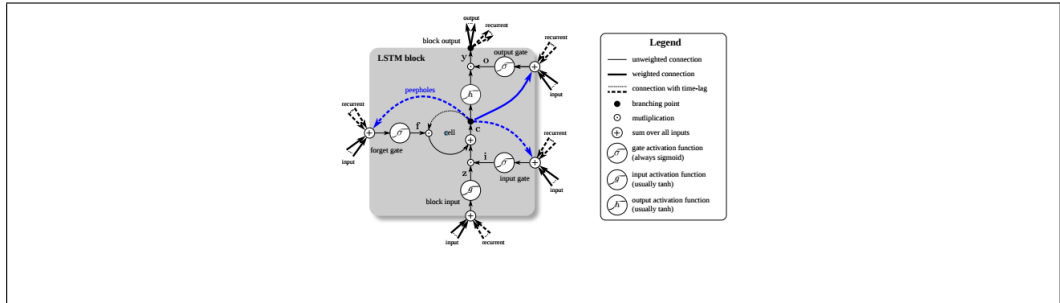 output
recurrent
block output
LSTM block
y
output gate
o
recurrent
input
h
peepholes
recurrent
f
cell
c
forget gate
input
recurrent
i
input gate
z
input
g
block input
input
recurrent
Legend
unweighted connection
weighted connection
connection with time-lag
branching point
mutliplication
sum over all inputs
gate activation function
(always sigmoid)
input activation function
(usually tanh)
output activation function
(usually tanh)
σ
σ
σ
σ
g
h
+
+
+
+
+
+